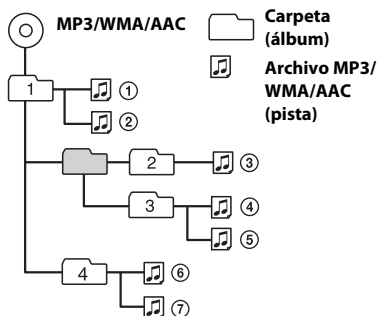 MP3/WMA/AAC
Carpeta
(álbum)
Archivo MP3/
WMA/AAC
(pista)
1
①
②
2
③
3
④
⑤
4
⑥
⑦